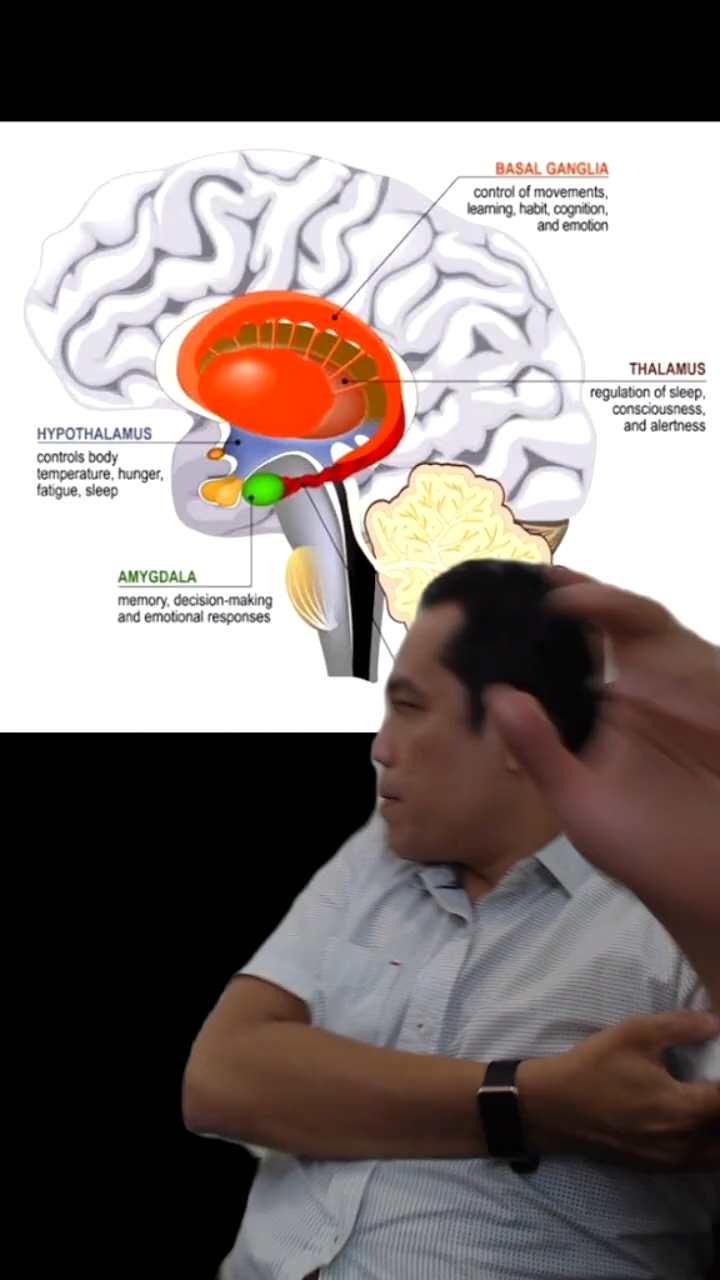 BASAL GANGLIA
control of movements,
learning, habit, cognition,
and emotion
THALAMUS
regulation of sleep,
consciousness,
and alertness
HYPOTHALAMUS
controls body
temperature, hunger,
fatigue, sleep
AMYGDALA
memory, decision-making
and emotional responses